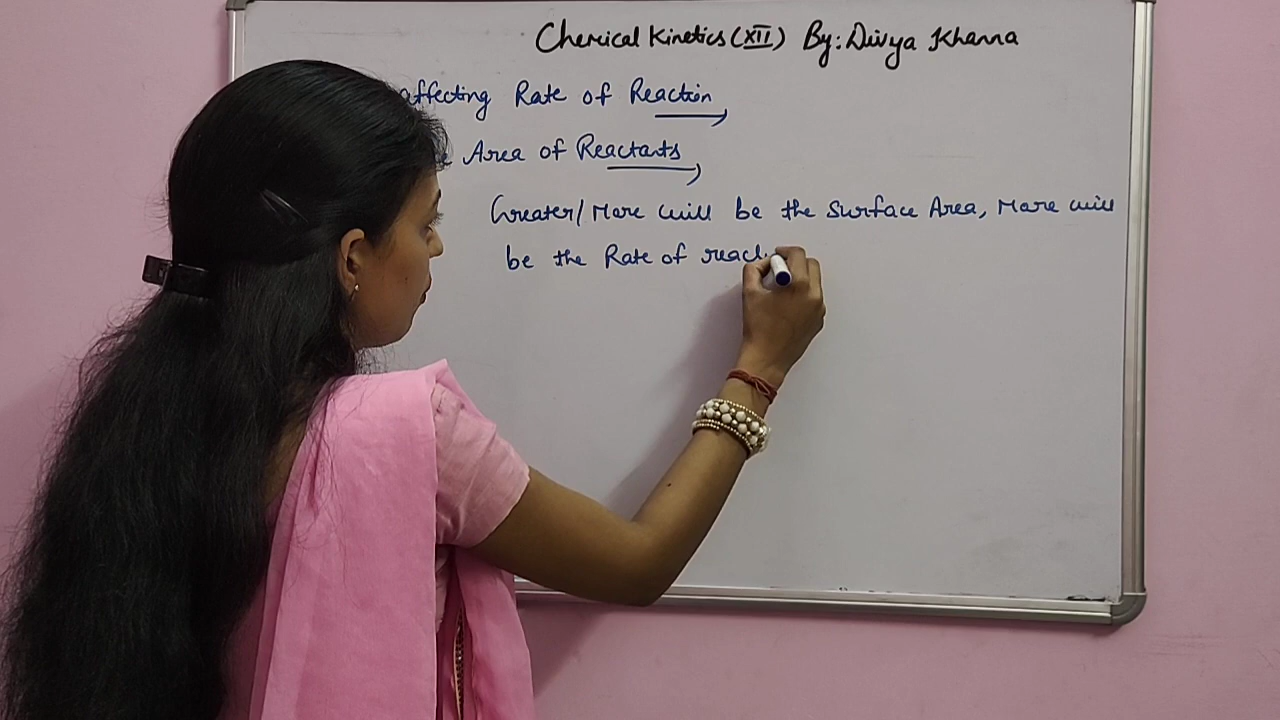 Chemical Kinetics (XII) By: Divya Khanna
affecting Rate of Reaction
Area of Reactants
Greater/More will be the Surface Area, More will
be the Rate of reacti